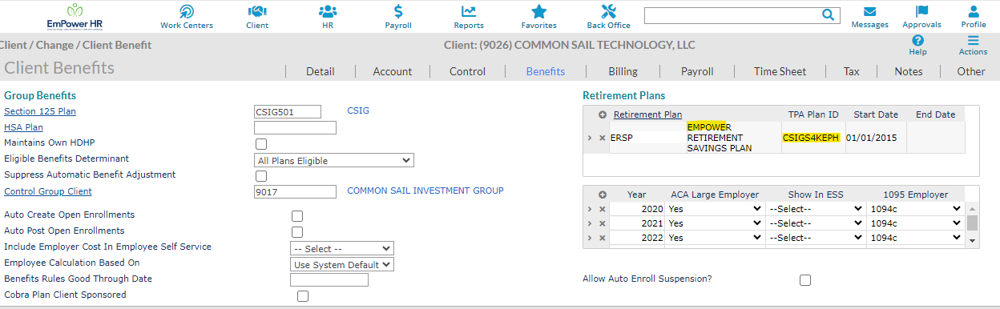 EmPower HR
Work Centers
Client
HR
Payroll
Reports
Favorites
Back Office
Messages
Approvals
Profile
Client / Change / Client Benefit
Client: (9026) COMMON SAIL TECHNOLOGY, LLC
Help
Actions
Client Benefits
Detail
Account
Control
Benefits
Billing
Payroll
Time Sheet
Tax
Notes
Other
Group Benefits
Section 125 Plan CSIG501 CSIG
HSA Plan
Maintains Own HDHP
Eligible Benefits Determinant All Plans Eligible
Suppress Automatic Benefit Adjustment
Control Group Client 9017 COMMON SAIL INVESTMENT GROUP
Auto Create Open Enrollments
Auto Post Open Enrollments
Include Employer Cost In Employee Self Service -- Select --
Employee Calculation Based On Use System Default
Benefits Rules Good Through Date
Cobra Plan Client Sponsored
Retirement Plans
Retirement Plan TPA Plan ID Start Date End Date
EMPOWER
ERSP RETIREMENT CSIGS4KEPH 01/01/2015
SAVINGS PLAN
Year ACA Large Employer Show In ESS 1095 Employer
2020 Yes --Select-- 1094c
2021 Yes --Select-- 1094c
2022 Yes --Select-- 1094c
Allow Auto Enroll Suspension?